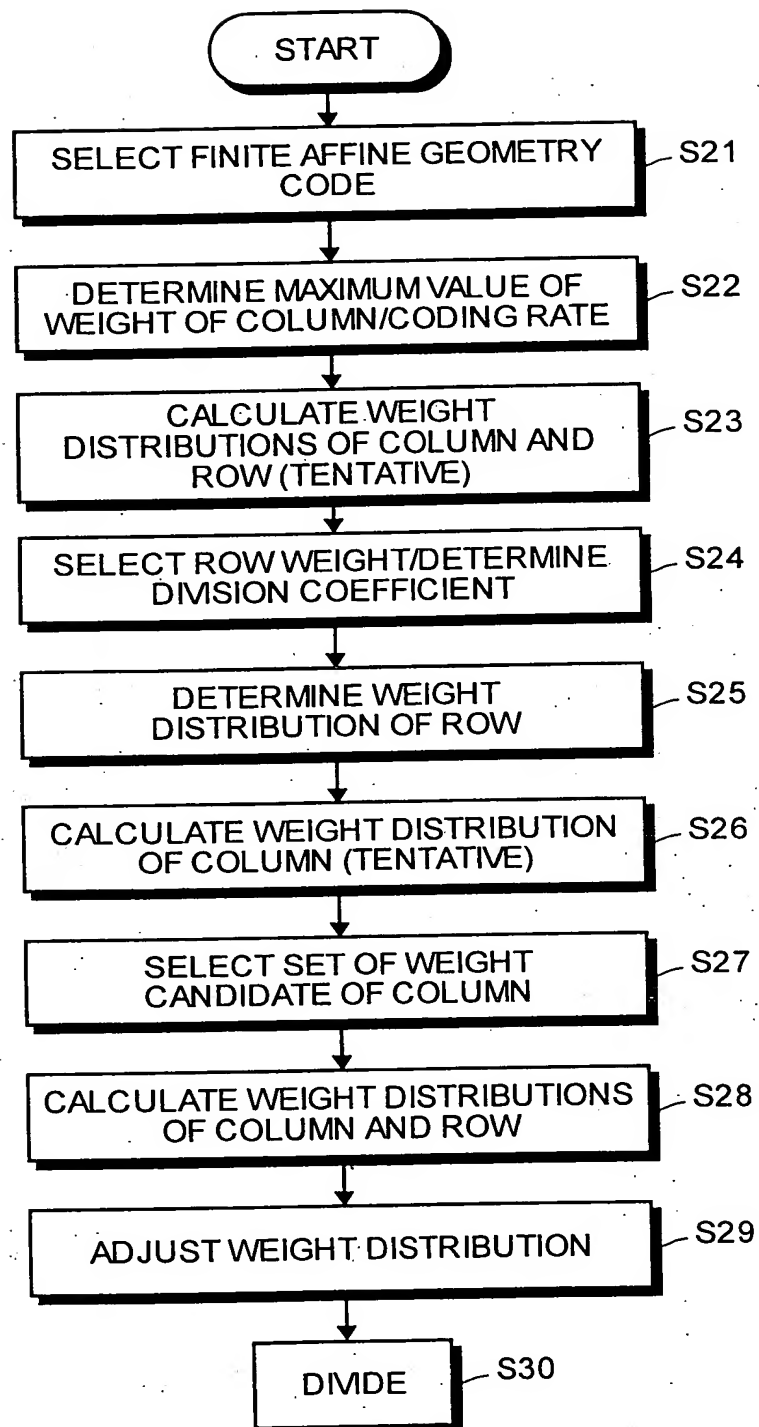 START
SELECT FINITE AFFINE GEOMETRY
CODE
S21
DETERMINE MAXIMUM VALUE OF
WEIGHT OF COLUMN/CODING RATE
S22
CALCULATE WEIGHT
DISTRIBUTIONS OF COLUMN AND
ROW (TENTATIVE)
S23
SELECT ROW WEIGHT/DETERMINE
DIVISION COEFFICIENT
S24
DETERMINE WEIGHT
DISTRIBUTION OF ROW
S25
CALCULATE WEIGHT DISTRIBUTION
OF COLUMN (TENTATIVE)
S26
SELECT SET OF WEIGHT
CANDIDATE OF COLUMN
S27
CALCULATE WEIGHT DISTRIBUTIONS
OF COLUMN AND ROW
S28
ADJUST WEIGHT DISTRIBUTION
S29
DIVIDE
S30